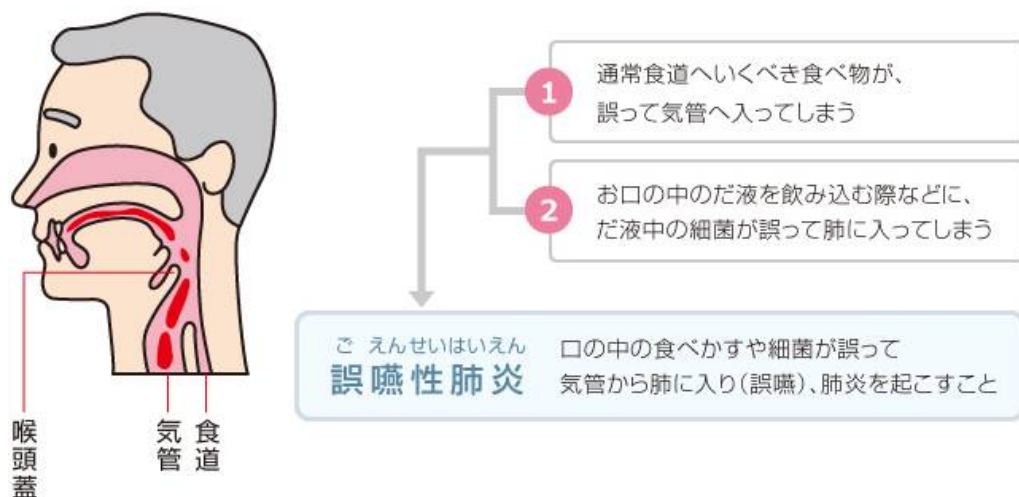 1
通常食道へいくべき食べ物が、
誤って気管へ入ってしまう
2
お口の中のだ液を飲み込む際などに、
だ液中の細菌が誤って肺に入ってしまう
ご えんせいはいえん
誤嚥性肺炎
口の中の食べかすや細菌が誤って
気管から肺に入り(誤嚥)、肺炎を起こすこと
喉頭蓋
気管
食道